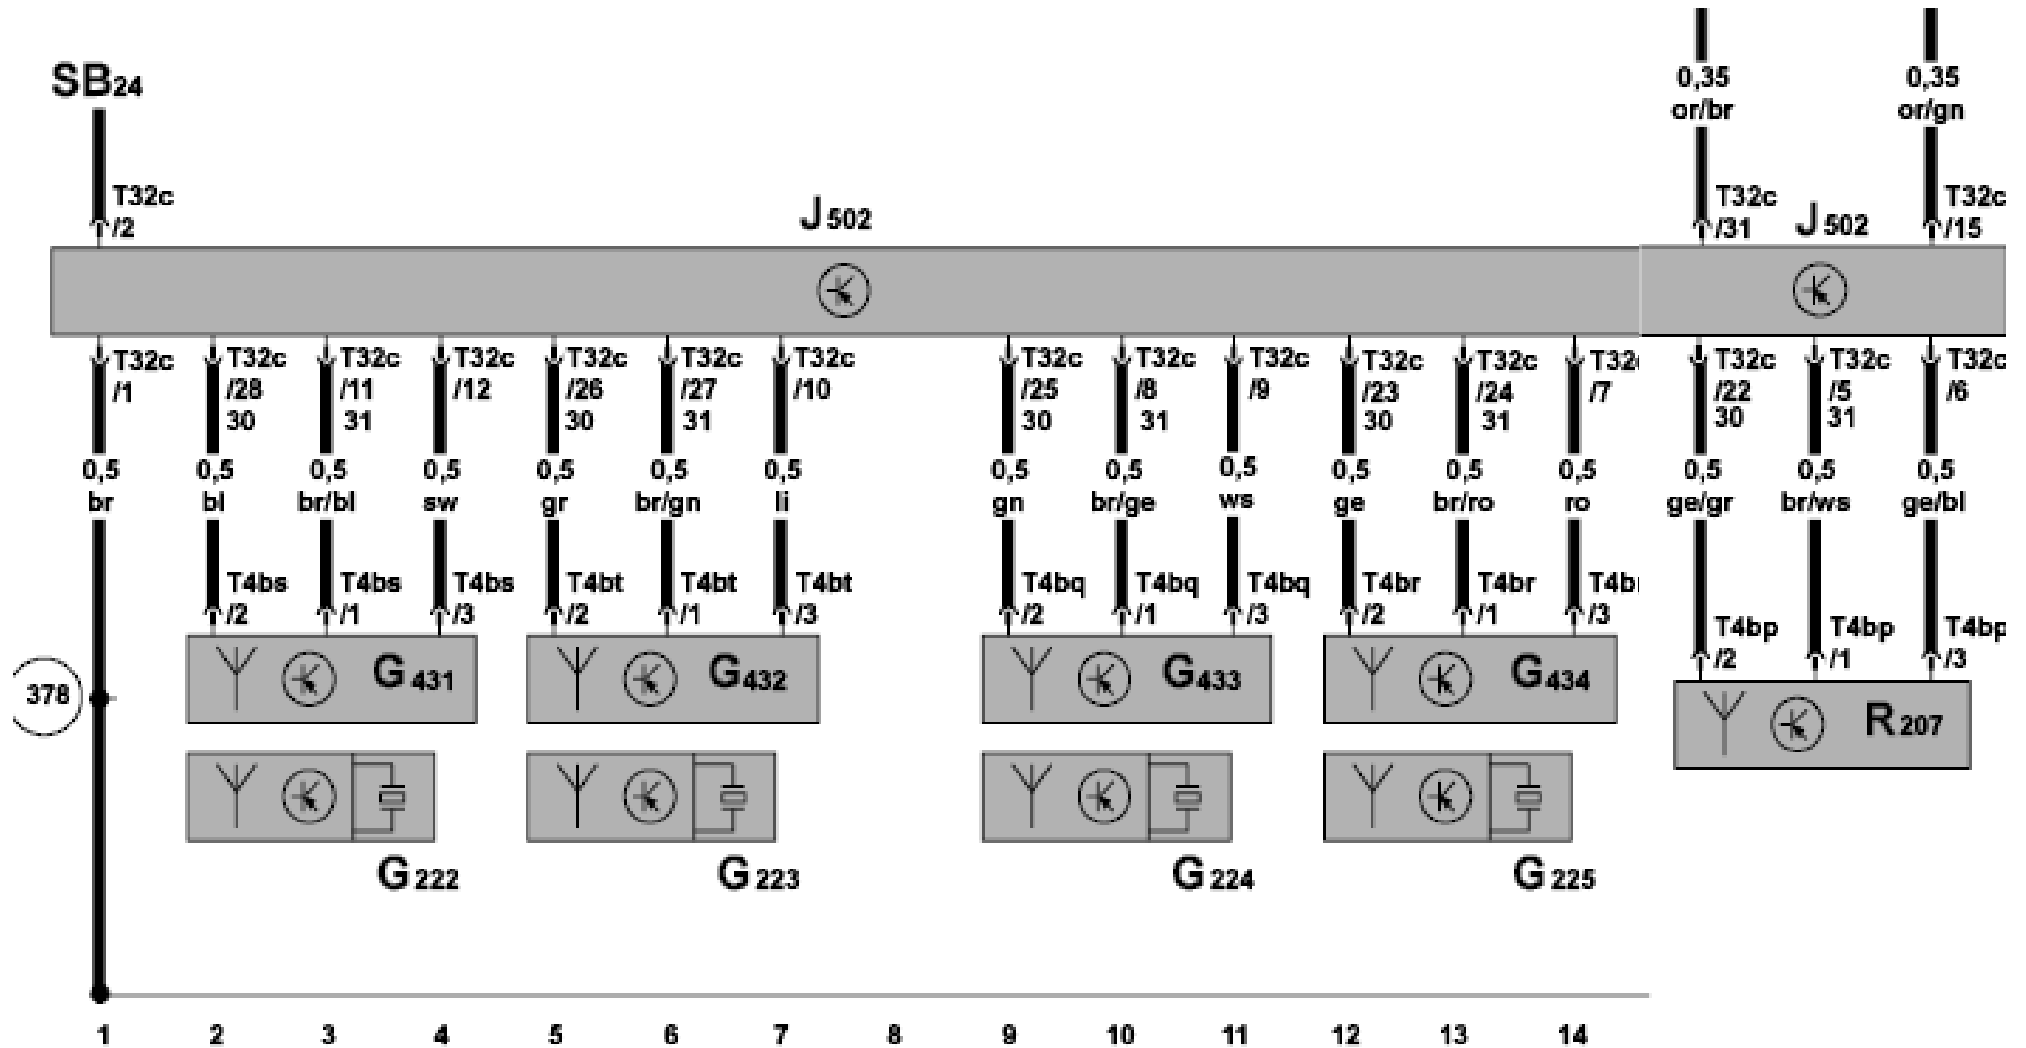 0,35 0,35
or/br or/gn
SB24
T32c T32c T32c
/2 /31 /15
J502 J502
T32c T32c T32c T32c T32c T32c T32c T32c T32c T32c T32c T32c T32 T32c T32c T32c
/1 /28 /11 /12 /26 /27 /10 /25 /8 /9 /23 /24 /7 /22 /5 /6
30 31 30 31 30 31 30 31 30 31
0,5 0,5 0,5 0,5 0,5 0,5 0,5 0,5 0,5 0,5 0,5 0,5 0,5 0,5 0,5 0,5
br bl br/bl sw gr br/gn li gn br/ge ws ge br/ro ro ge/gr br/ws ge/bl
T4bs T4bs T4bs T4bt T4bt T4bt T4bq T4bq T4bq T4br T4br T4br
/2 /1 /3 /2 /1 /3 /2 /1 /3 /2 /1 /3
T4bp T4bp T4bp
/2 /1 /3
G431 G432 G433 G434
378
R207
G222 G223 G224 G225
1 2 3 4 5 6 7 8 9 10 11 12 13 14